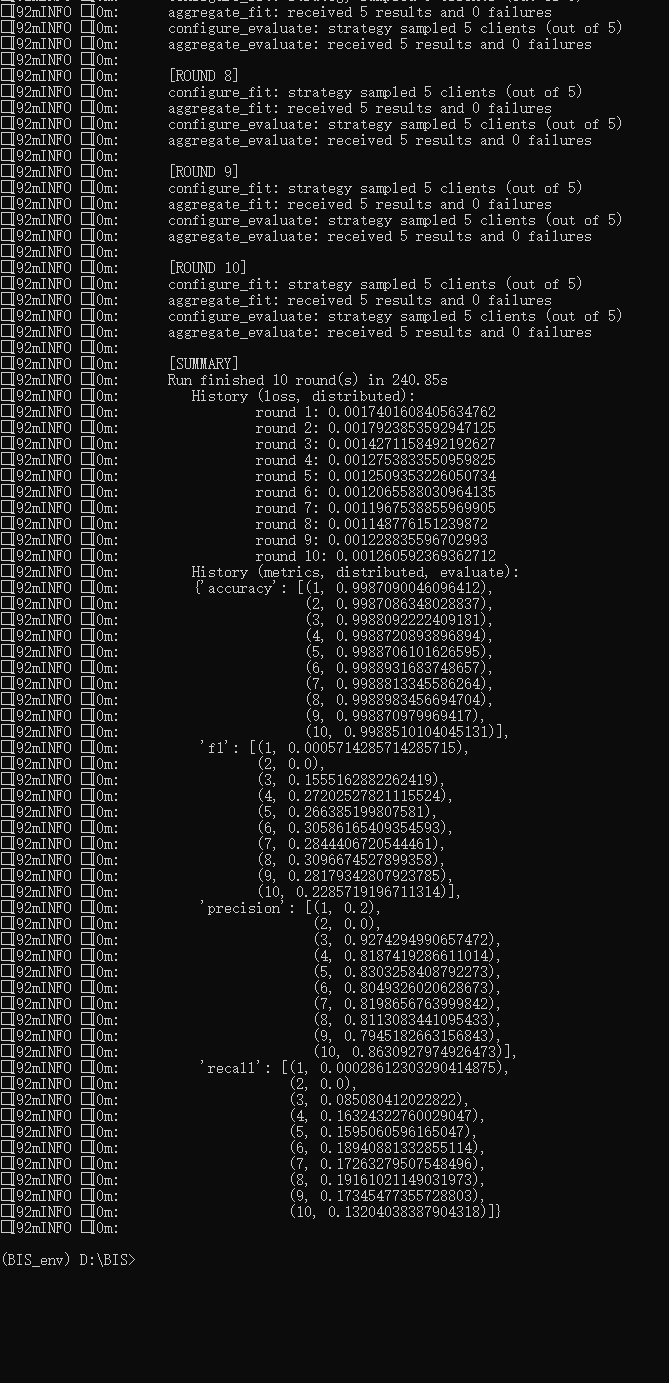 □[92mINFO □[0m:      configure_fit: strategy sampled 5 clients (out of 5)
□[92mINFO □[0m:      aggregate_fit: received 5 results and 0 failures
□[92mINFO □[0m:      configure_evaluate: strategy sampled 5 clients (out of 5)
□[92mINFO □[0m:      aggregate_evaluate: received 5 results and 0 failures
□[92mINFO □[0m:
□[92mINFO □[0m:      [ROUND 8]
□[92mINFO □[0m:      configure_fit: strategy sampled 5 clients (out of 5)
□[92mINFO □[0m:      aggregate_fit: received 5 results and 0 failures
□[92mINFO □[0m:      configure_evaluate: strategy sampled 5 clients (out of 5)
□[92mINFO □[0m:      aggregate_evaluate: received 5 results and 0 failures
□[92mINFO □[0m:
□[92mINFO □[0m:      [ROUND 9]
□[92mINFO □[0m:      configure_fit: strategy sampled 5 clients (out of 5)
□[92mINFO □[0m:      aggregate_fit: received 5 results and 0 failures
□[92mINFO □[0m:      configure_evaluate: strategy sampled 5 clients (out of 5)
□[92mINFO □[0m:      aggregate_evaluate: received 5 results and 0 failures
□[92mINFO □[0m:
□[92mINFO □[0m:      [ROUND 10]
□[92mINFO □[0m:      configure_fit: strategy sampled 5 clients (out of 5)
□[92mINFO □[0m:      aggregate_fit: received 5 results and 0 failures
□[92mINFO □[0m:      configure_evaluate: strategy sampled 5 clients (out of 5)
□[92mINFO □[0m:      aggregate_evaluate: received 5 results and 0 failures
□[92mINFO □[0m:
□[92mINFO □[0m:      [SUMMARY]
□[92mINFO □[0m:      Run finished 10 round(s) in 240.85s
□[92mINFO □[0m:         History (loss, distributed):
□[92mINFO □[0m:                 round 1: 0.0017401608405634762
□[92mINFO □[0m:                 round 2: 0.0017923853592947125
□[92mINFO □[0m:                 round 3: 0.0014271158492192627
□[92mINFO □[0m:                 round 4: 0.0012753833550959825
□[92mINFO □[0m:                 round 5: 0.0012509353226050734
□[92mINFO □[0m:                 round 6: 0.0012065588030964135
□[92mINFO □[0m:                 round 7: 0.0011967538855969905
□[92mINFO □[0m:                 round 8: 0.001148776151239872
□[92mINFO □[0m:                 round 9: 0.001228835596702993
□[92mINFO □[0m:                 round 10: 0.001260592369362712
□[92mINFO □[0m:         History (metrics, distributed, evaluate):
□[92mINFO □[0m:         {'accuracy': [(1, 0.9987090046096412),
□[92mINFO □[0m:                       (2, 0.9987086348028837),
□[92mINFO □[0m:                       (3, 0.9988092222409181),
□[92mINFO □[0m:                       (4, 0.9988720893896894),
□[92mINFO □[0m:                       (5, 0.9988706101626595),
□[92mINFO □[0m:                       (6, 0.9988931683748657),
□[92mINFO □[0m:                       (7, 0.9988813345586264),
□[92mINFO □[0m:                       (8, 0.9988983456694704),
□[92mINFO □[0m:                       (9, 0.998870979969417),
□[92mINFO □[0m:                       (10, 0.9988510104045131)],
□[92mINFO □[0m:          'f1': [(1, 0.0005714285714285715),
□[92mINFO □[0m:                 (2, 0.0),
□[92mINFO □[0m:                 (3, 0.1555162882262419),
□[92mINFO □[0m:                 (4, 0.27202527821115524),
□[92mINFO □[0m:                 (5, 0.266385199807581),
□[92mINFO □[0m:                 (6, 0.30586165409354593),
□[92mINFO □[0m:                 (7, 0.2844406720544461),
□[92mINFO □[0m:                 (8, 0.3096674527899358),
□[92mINFO □[0m:                 (9, 0.28179342807923785),
□[92mINFO □[0m:                 (10, 0.2285719196711314)],
□[92mINFO □[0m:          'precision': [(1, 0.2),
□[92mINFO □[0m:                        (2, 0.0),
□[92mINFO □[0m:                        (3, 0.9274294990657472),
□[92mINFO □[0m:                        (4, 0.8187419286611014),
□[92mINFO □[0m:                        (5, 0.8303258408792273),
□[92mINFO □[0m:                        (6, 0.8049326020628673),
□[92mINFO □[0m:                        (7, 0.8198656763999842),
□[92mINFO □[0m:                        (8, 0.8113083441095433),
□[92mINFO □[0m:                        (9, 0.7945182663156843),
□[92mINFO □[0m:                        (10, 0.8630927974926473)],
□[92mINFO □[0m:          'recall': [(1, 0.00028612303290414875),
□[92mINFO □[0m:                     (2, 0.0),
□[92mINFO □[0m:                     (3, 0.085080412022822),
□[92mINFO □[0m:                     (4, 0.16324322760029047),
□[92mINFO □[0m:                     (5, 0.1595060596165047),
□[92mINFO □[0m:                     (6, 0.18940881332855114),
□[92mINFO □[0m:                     (7, 0.17263279507548496),
□[92mINFO □[0m:                     (8, 0.19161021149031973),
□[92mINFO □[0m:                     (9, 0.17345477355728803),
□[92mINFO □[0m:                     (10, 0.13204038387904318)]}
□[92mINFO □[0m:
(BIS_env) D:\BIS>